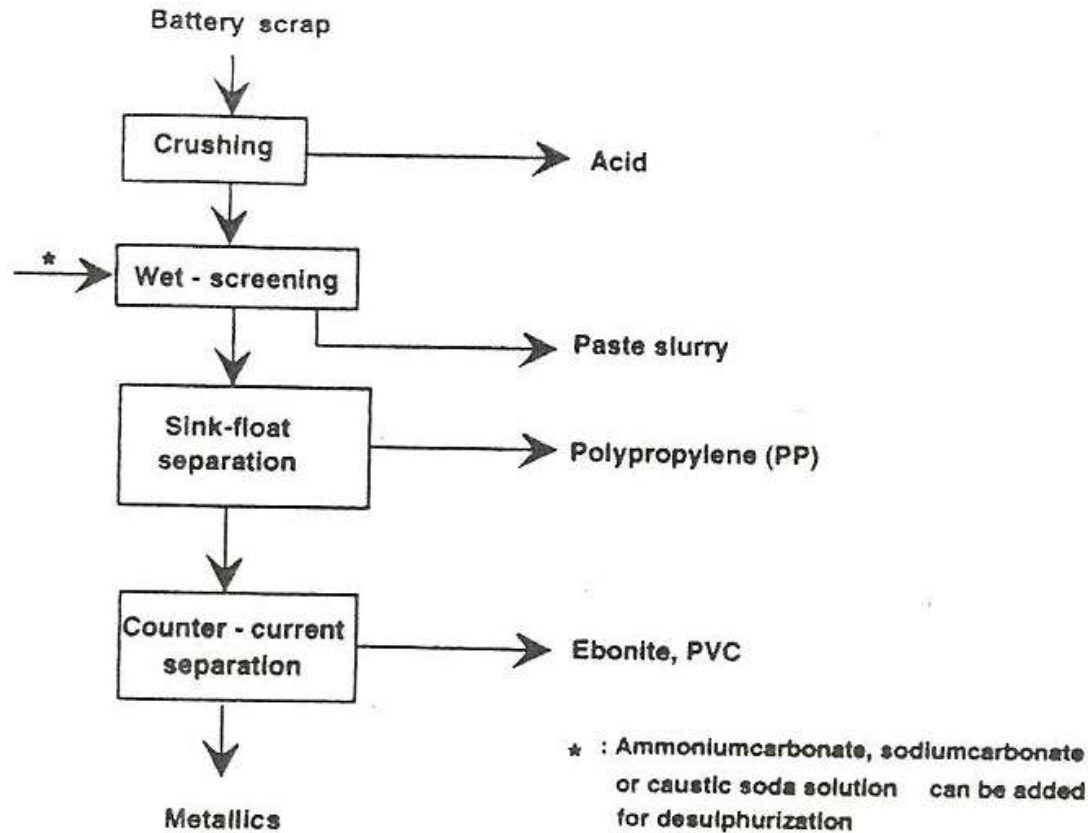 Battery scrap
Crushing
Acid
*
Wet - screening
Paste slurry
Sink-float
separation
Polypropylene (PP)
Counter - current
separation
Ebonite, PVC
* : Ammoniumcarbonate, sodiumcarbonate
or caustic soda solution can be added
for desulphurization
Metallics